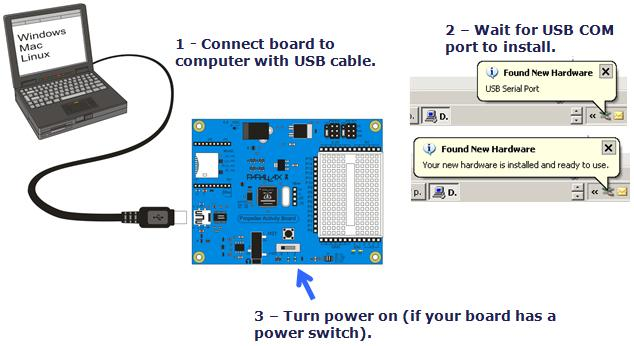 Windows
Mac
Linux
1 - Connect board to
computer with USB cable.
2 – Wait for USB COM
port to install.
Found New Hardware
USB Serial Port
D.
«
Found New Hardware
Your new hardware is installed and ready to use.
p.
D.
«
PARALLAX
Propeller Activity Board
3 – Turn power on (if your board has a
power switch).